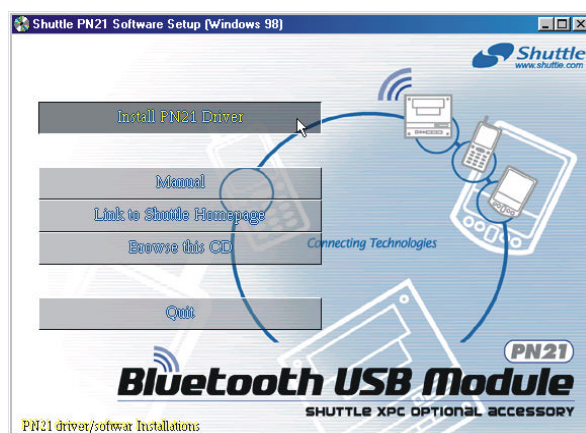 Shuttle PN21 Software Setup (Windows 98)
Shuttle
www.shuttle.com
Install PN21 Driver
Manual
Link to Shuttle Homepage
Browse this CD
Connecting Technologies
Quit
PN21
Bluetooth USB Module
SHUTTLE XPC OPTIONAL ACCESSORY
PN21 driver/softwar Installations